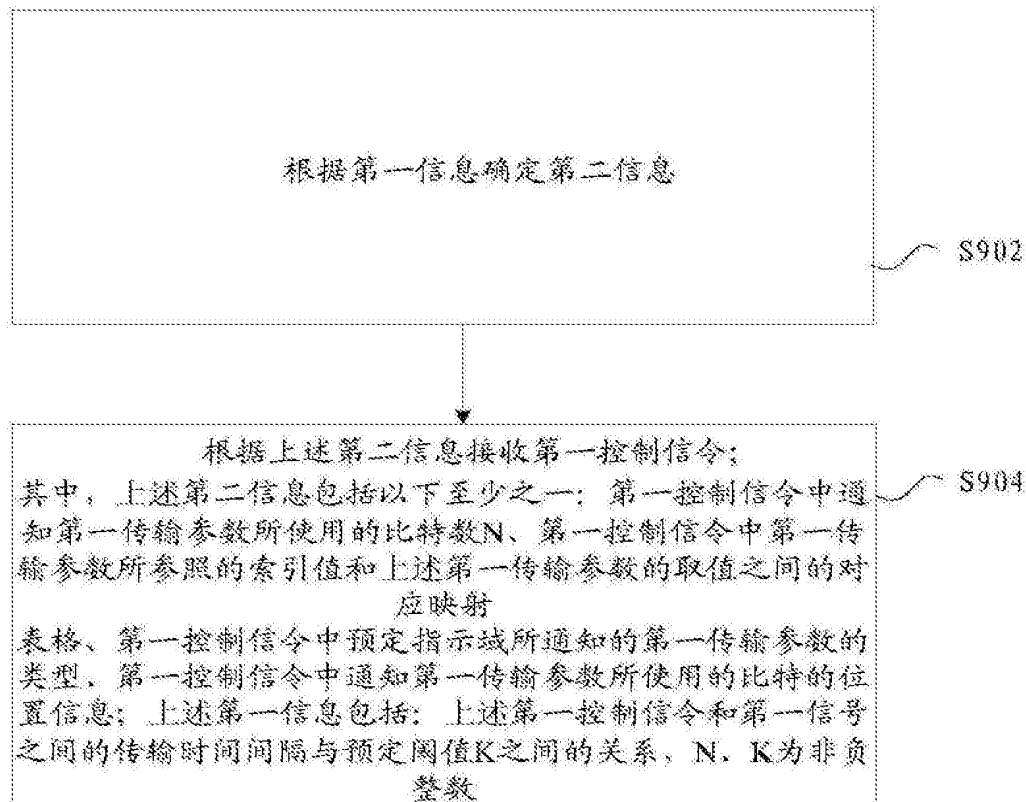 根据第一信息确定第二信息
S902
根据上述第二信息接收第一控制信令；
S904
其中，上述第二信息包括以下至少之一：第一控制信令中通
知第一传输参数所使用的比特数N、第一控制信令中第一传
输参数所参照的索引值和上述第一传输参数的取值之间的对
应映射
表格、第一控制信令中预定指示域所通知的第一传输参数的
类型、第一控制信令中通知第一传输参数所使用的比特的位
置信息；上述第一信息包括：上述第一控制信令和第一信号
之间的传输时间间隔与预定阈值K之间的关系，N、K为非负
整数